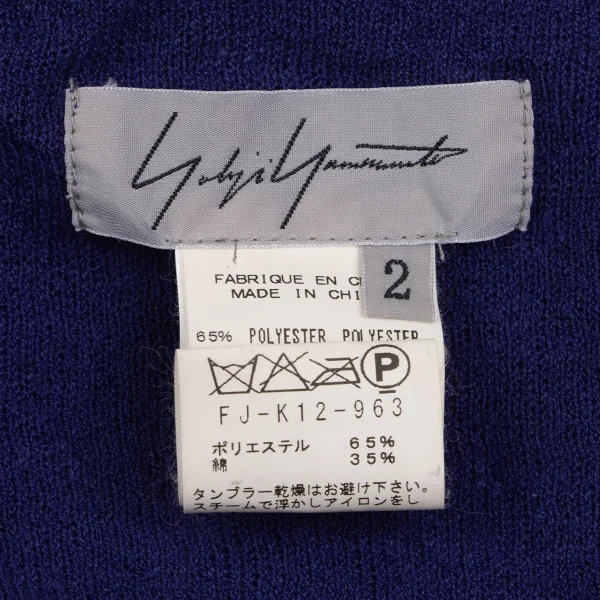 Yohji Yamamoto
FABRIQUE EN
MADE IN
2
65% POLYESTER POLYESTER
P
FJ-K12-963
ポリエステル 65%
綿 35%
タンブラー乾燥はお避け下さい。
スチームで浮かしアイロンをし